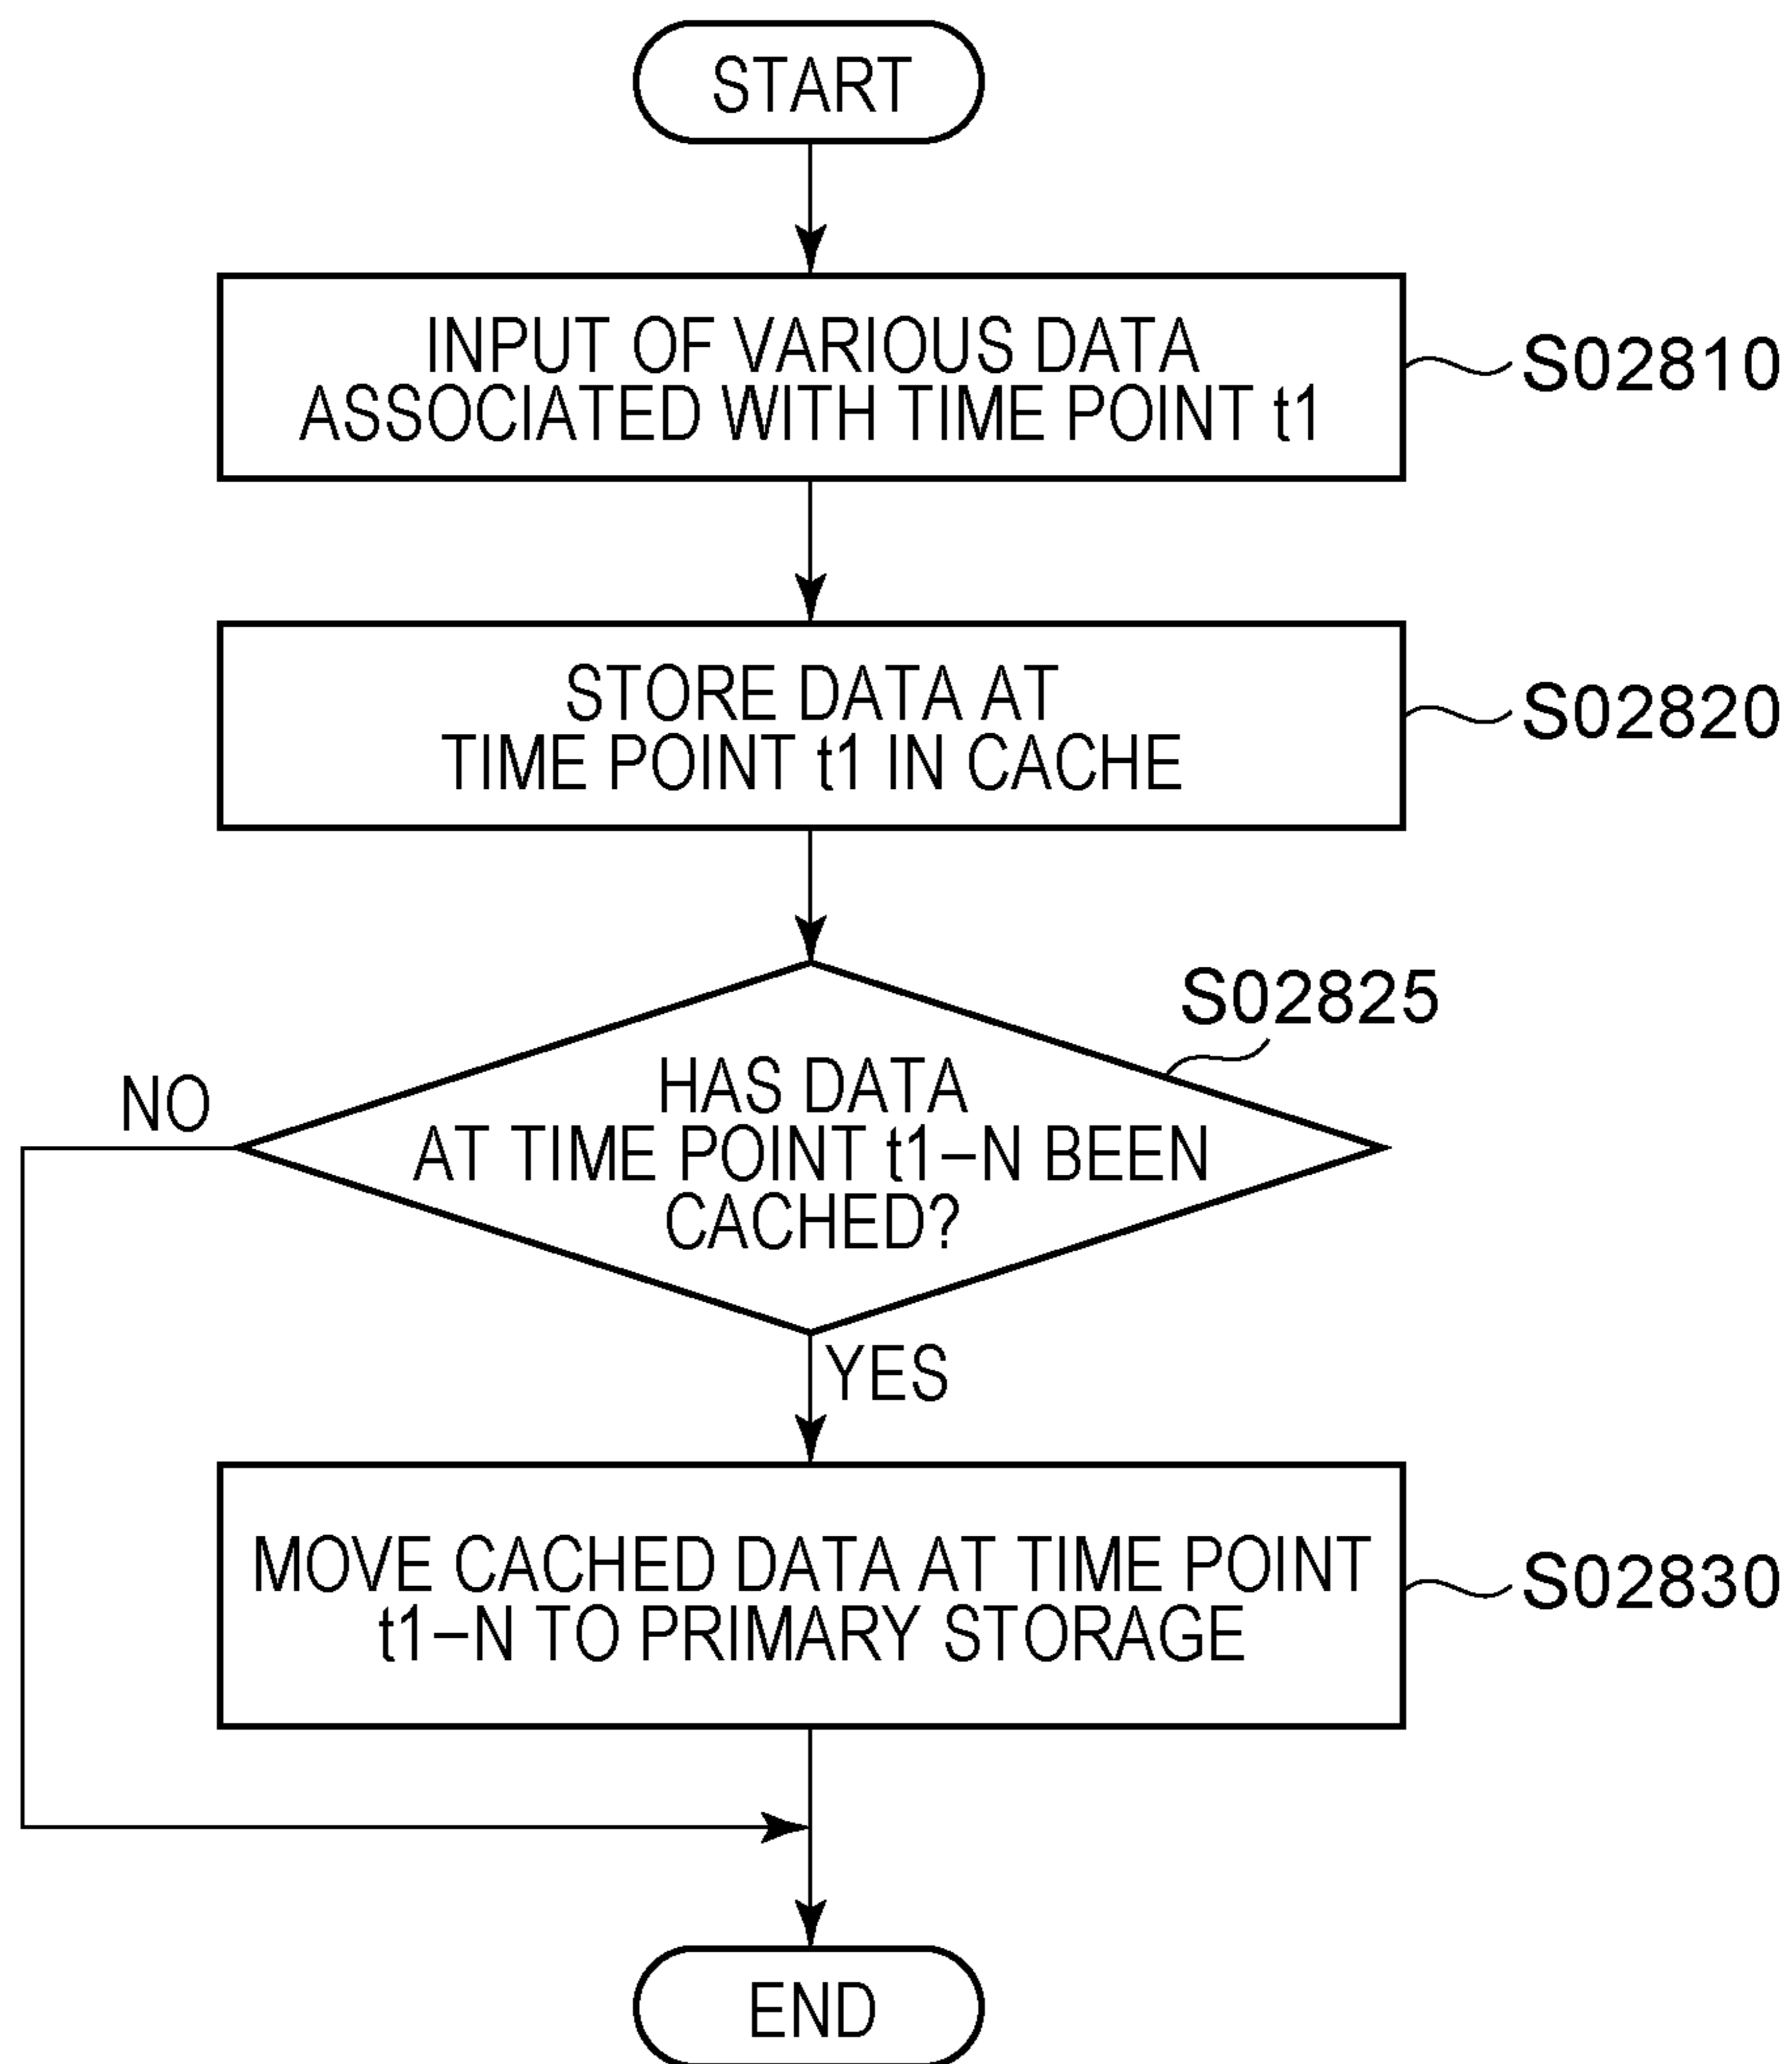 START
INPUT OF VARIOUS DATA
ASSOCIATED WITH TIME POINT t1
S02810
STORE DATA AT
TIME POINT t1 IN CACHE
S02820
S02825
HAS DATA
AT TIME POINT t1–N BEEN
CACHED?
NO
YES
MOVE CACHED DATA AT TIME POINT
t1–N TO PRIMARY STORAGE
S02830
END